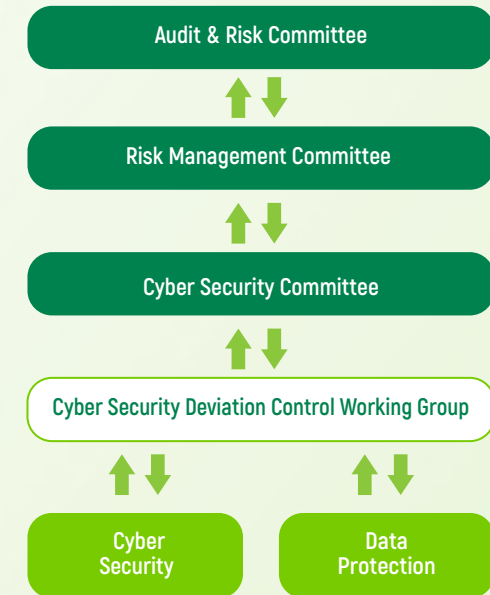 Audit & Risk Committee
Risk Management Committee
Cyber Security Committee
Cyber Security Deviation Control Working Group
Cyber
Security
Data
Protection